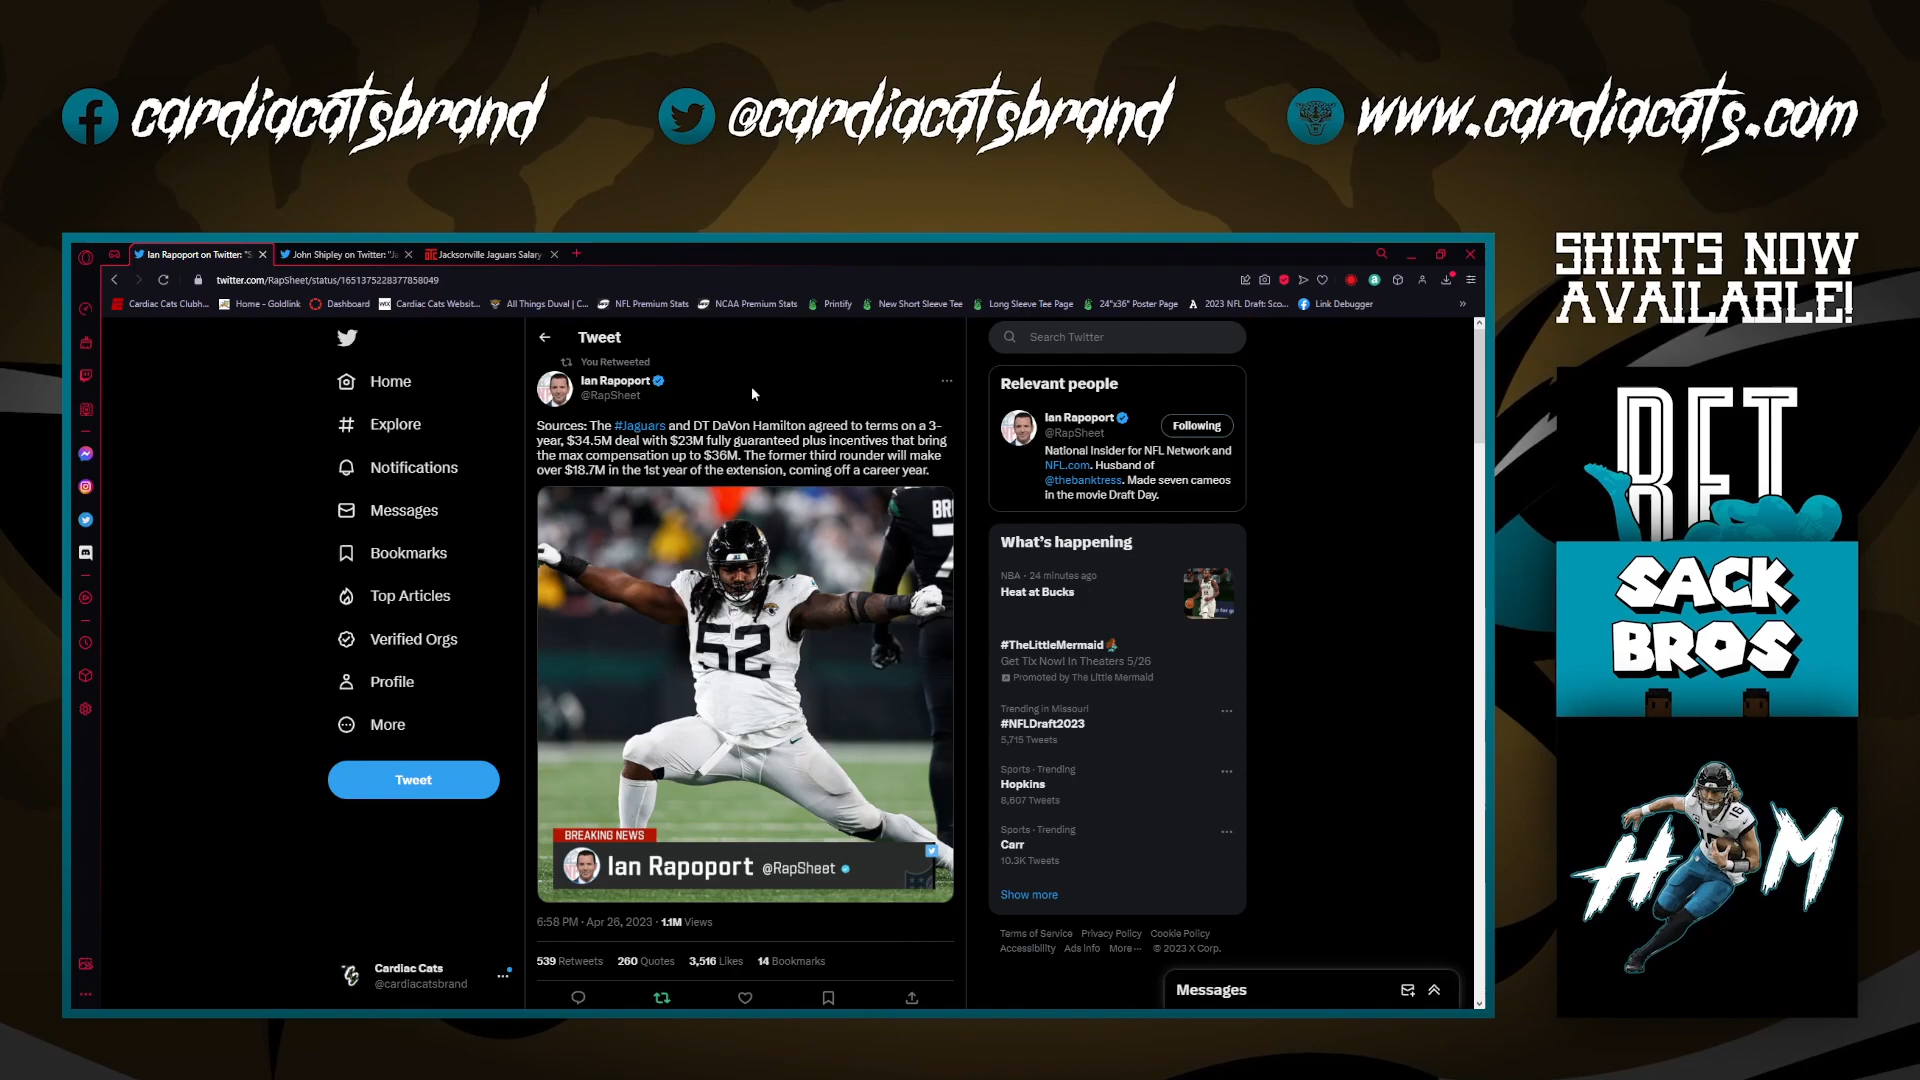 cardiacatsbrand
@cardiacatsbrand
www.cardiacats.com
SHIRTS NOW
AVAILABLE!
Ian Rapoport on Twitter: "S
John Shipley on Twitter: "Ja
Jacksonville Jaguars Salary
twitter.com/RapSheet/status/1651375228377858049
Cardiac Cats Clubh...
Home - Goldlink
Dashboard
Cardiac Cats Websit...
All Things Duval | C...
NFL Premium Stats
NCAA Premium Stats
Printify
New Short Sleeve Tee
Long Sleeve Tee Page
24"x36" Poster Page
2023 NFL Draft: Sco...
Link Debugger
Home
Explore
Notifications
Messages
Bookmarks
Top Articles
Verified Orgs
Profile
More
Tweet
Cardiac Cats
@cardiacatsbrand
Tweet
You Retweeted
Ian Rapoport
@RapSheet
Sources: The #Jaguars and DT DaVon Hamilton agreed to terms on a 3-
year, $34.5M deal with $23M fully guaranteed plus incentives that bring
the max compensation up to $36M. The former third rounder will make
over $18.7M in the 1st year of the extension, coming off a career year.
BR
52
BREAKING NEWS
Ian Rapoport @RapSheet
6:58 PM · Apr 26, 2023 · 1.1M Views
539 Retweets 260 Quotes 3,516 Likes 14 Bookmarks
Search Twitter
Relevant people
Ian Rapoport
@RapSheet
Following
National Insider for NFL Network and
NFL.com. Husband of
@thebanktress. Made seven cameos
in the movie Draft Day.
What's happening
NBA · 24 minutes ago
Heat at Bucks
#TheLittleMermaid
Get Tix Now! In Theaters 5/26
Promoted by The Little Mermaid
Trending in Missouri
#NFLDraft2023
5,715 Tweets
Sports · Trending
Hopkins
8,607 Tweets
Sports · Trending
Carr
10.3K Tweets
Show more
Terms of Service Privacy Policy Cookie Policy
Accessibility Ads info More ··· © 2023 X Corp.
Messages
SACK
BROS
16